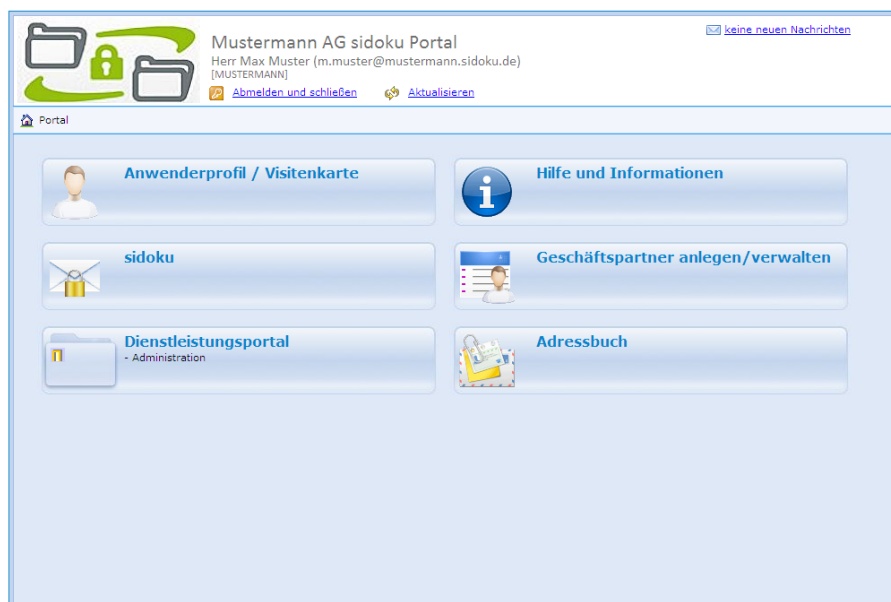 keine neuen Nachrichten
Mustermann AG sidoku Portal
Herr Max Muster (m.muster@mustermann.sidoku.de)
[MUSTERMANN]
Abmelden und schließen Aktualisieren
Portal
Anwenderprofil / Visitenkarte
Hilfe und Informationen
sidoku
Geschäftspartner anlegen/verwalten
Dienstleistungsportal
- Administration
Adressbuch